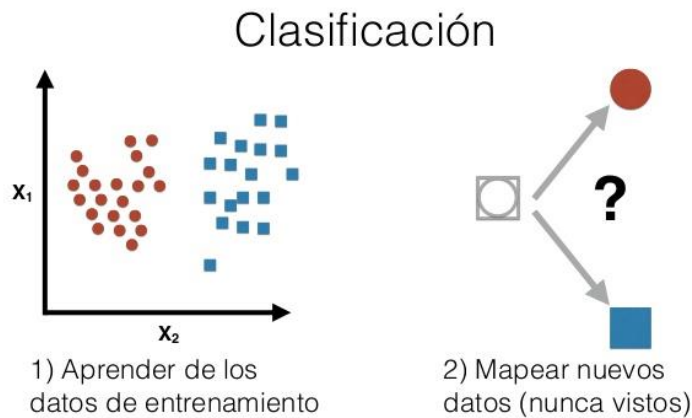 Clasificación
X₁
X₂
?
1) Aprender de los
datos de entrenamiento
2) Mapear nuevos
datos (nunca vistos)